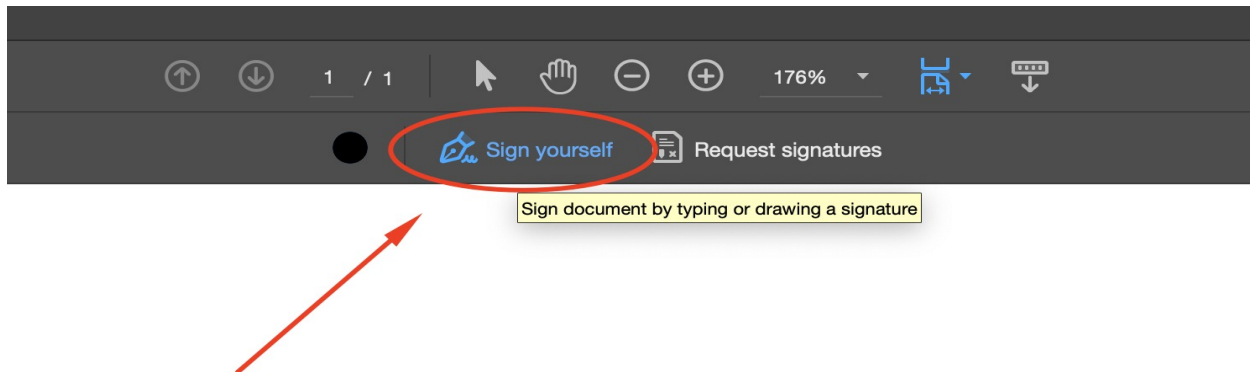 1 / 1 176%
Sign yourself Request signatures
Sign document by typing or drawing a signature